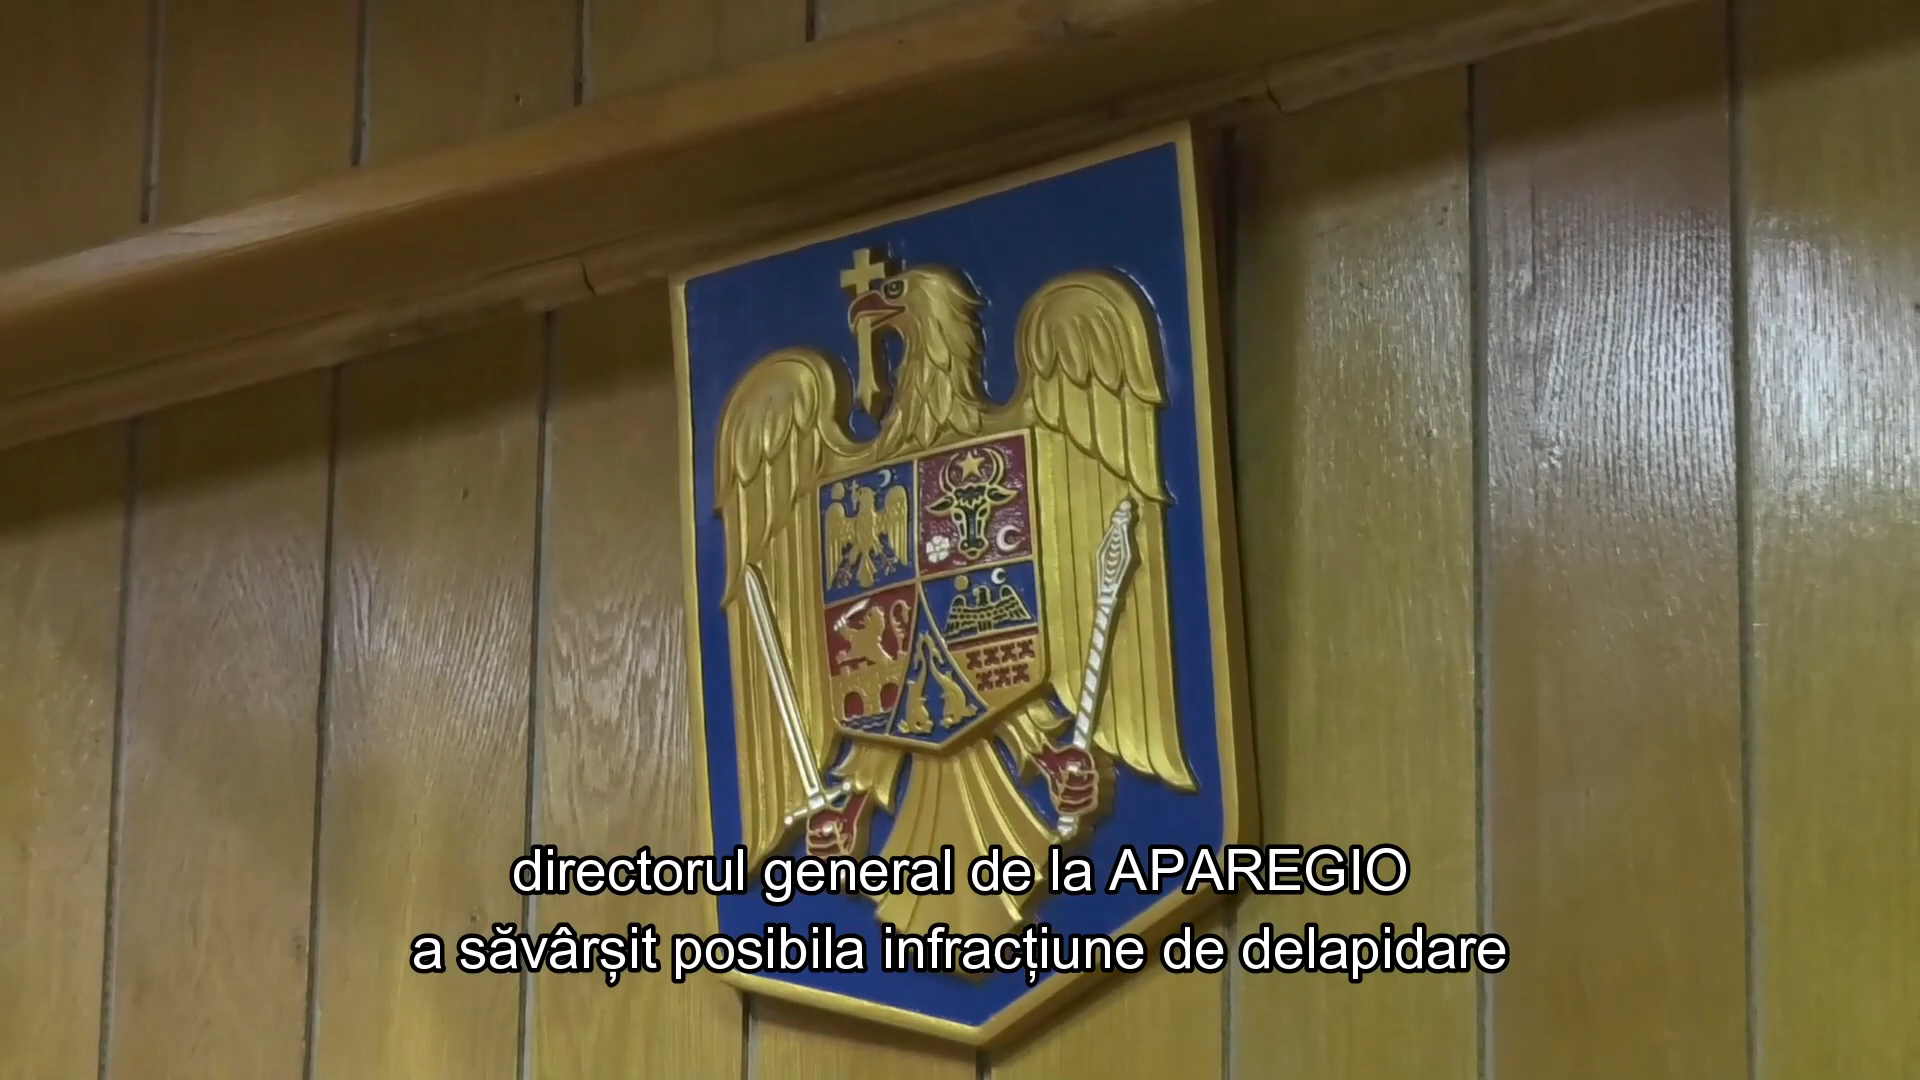 directorul general de la APAREGIO
a săvârșit posibila infracțiune de delapidare